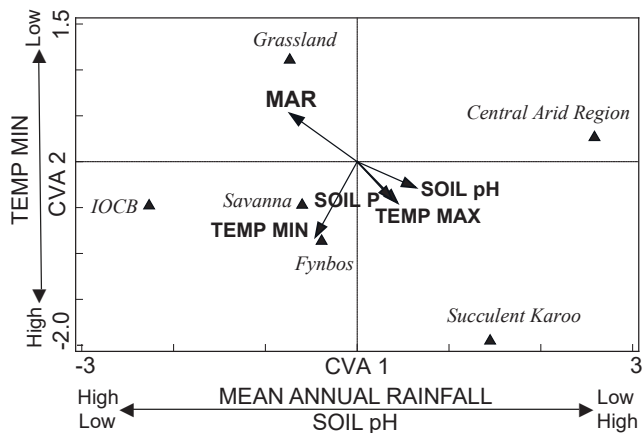 1.5
Low
Grassland
MAR
Central Arid Region
TEMP MIN
CVA 2
SOIL pH
IOCB
Savanna
SOIL P
TEMP MAX
TEMP MIN
Fynbos
Succulent Karoo
High
-2.0
-3
CVA 1
3
High
MEAN ANNUAL RAINFALL
Low
Low
SOIL pH
High